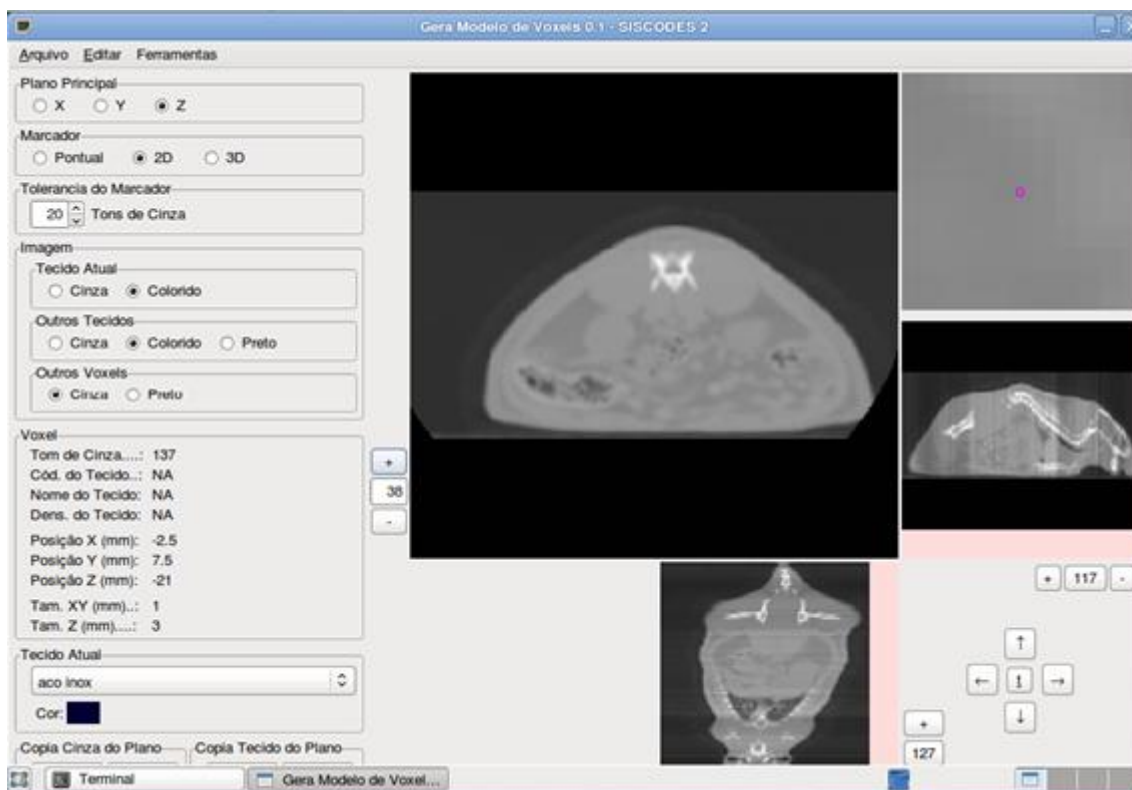 Gera Modelo de Voxels 0.1 - SISCODES 2
Arquivo Editar Ferramentas
Plano Principal
X Y Z
Marcador
Pontual 2D 3D
Tolerancia do Marcador
20 Tons de Cinza
Imagem
Tecido Atual
Cinza Colorido
Outros Tecidos
Cinza Colorido Preto
Outros Voxels
Cinza Preto
Voxel
Tom de Cinza....: 137
Cód. do Tecido..: NA
Nome do Tecido: NA
Dens. do Tecido: NA
Posição X (mm): -2.5
Posição Y (mm): 7.5
Posição Z (mm): -21
Tam. XY (mm)..: 1
Tam. Z (mm)....: 3
Tecido Atual
aco inox
Cor:
Copia Cinza do Plano Copia Tecido do Plano
+
38
-
+ 117 -
↑
← 1 →
↓
+
127
Terminal Gera Modelo de Voxel...